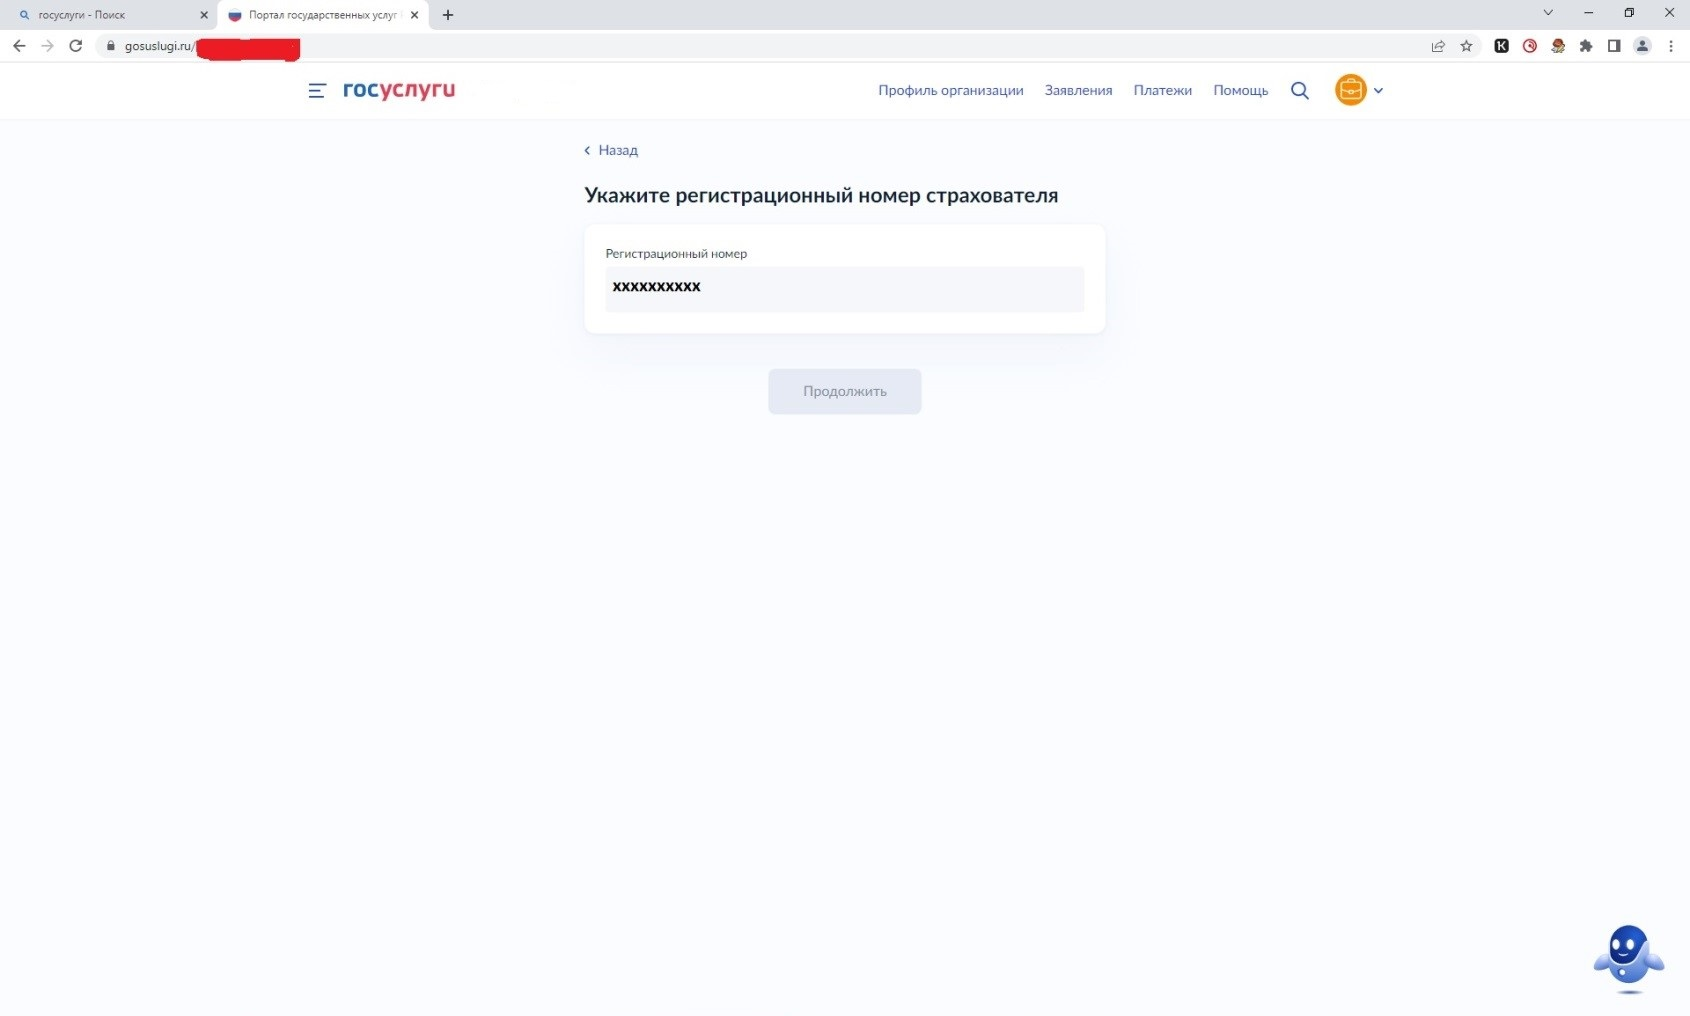 госуслуги - Поиск
Портал государственных услуг
gosuslugi.ru/
госуслуги
Профиль организации
Заявления
Платежи
Помощь
Назад
Укажите регистрационный номер страхователя
Регистрационный номер
xxxxxxxxxx
Продолжить